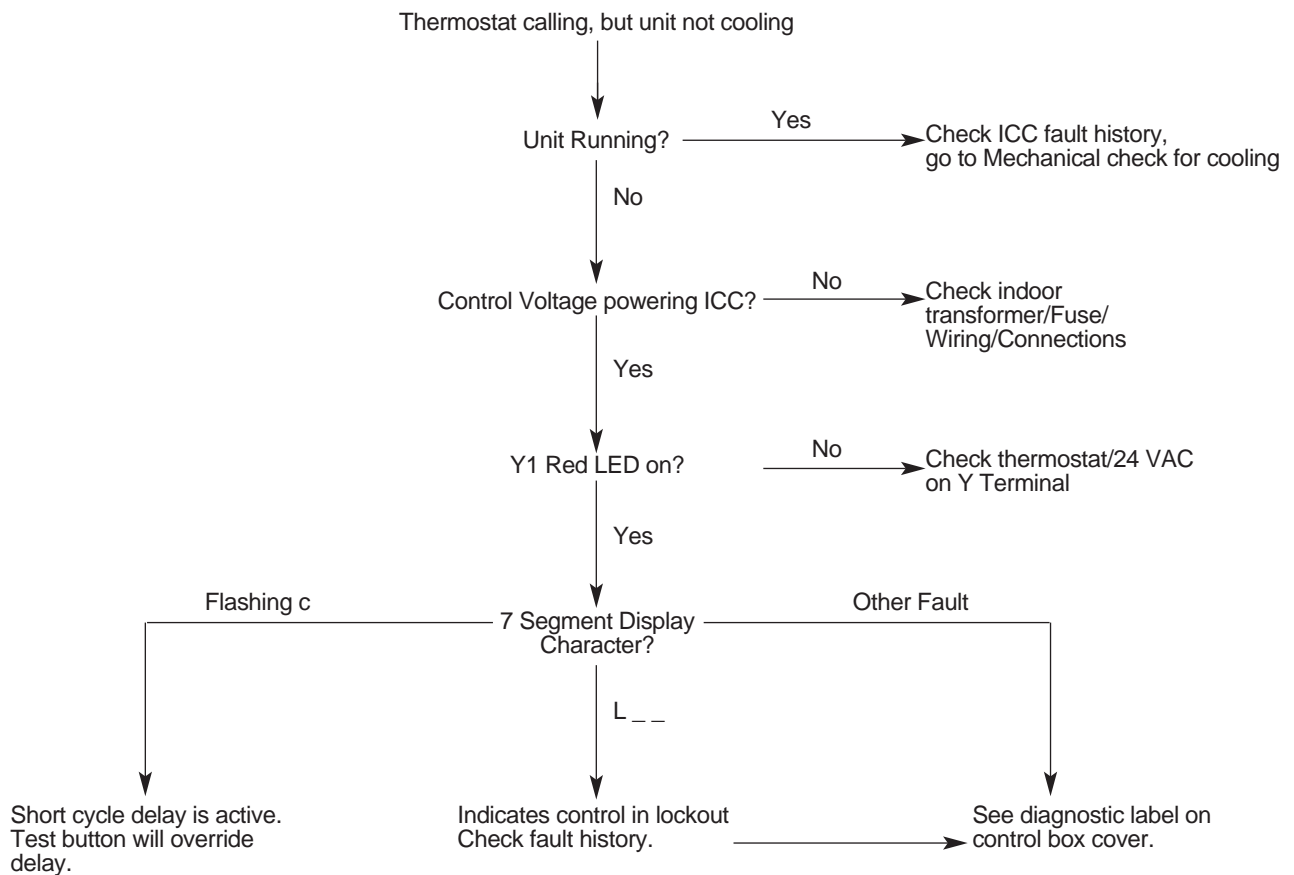 Thermostat calling, but unit not cooling
Unit Running?
Yes
Check ICC fault history,
go to Mechanical check for cooling
No
Control Voltage powering ICC?
No
Check indoor
transformer/Fuse/
Wiring/Connections
Yes
Y1 Red LED on?
No
Check thermostat/24 VAC
on Y Terminal
Yes
Flashing c
7 Segment Display
Character?
Other Fault
L _ _
Short cycle delay is active.
Test button will override
delay.
Indicates control in lockout
Check fault history.
See diagnostic label on
control box cover.